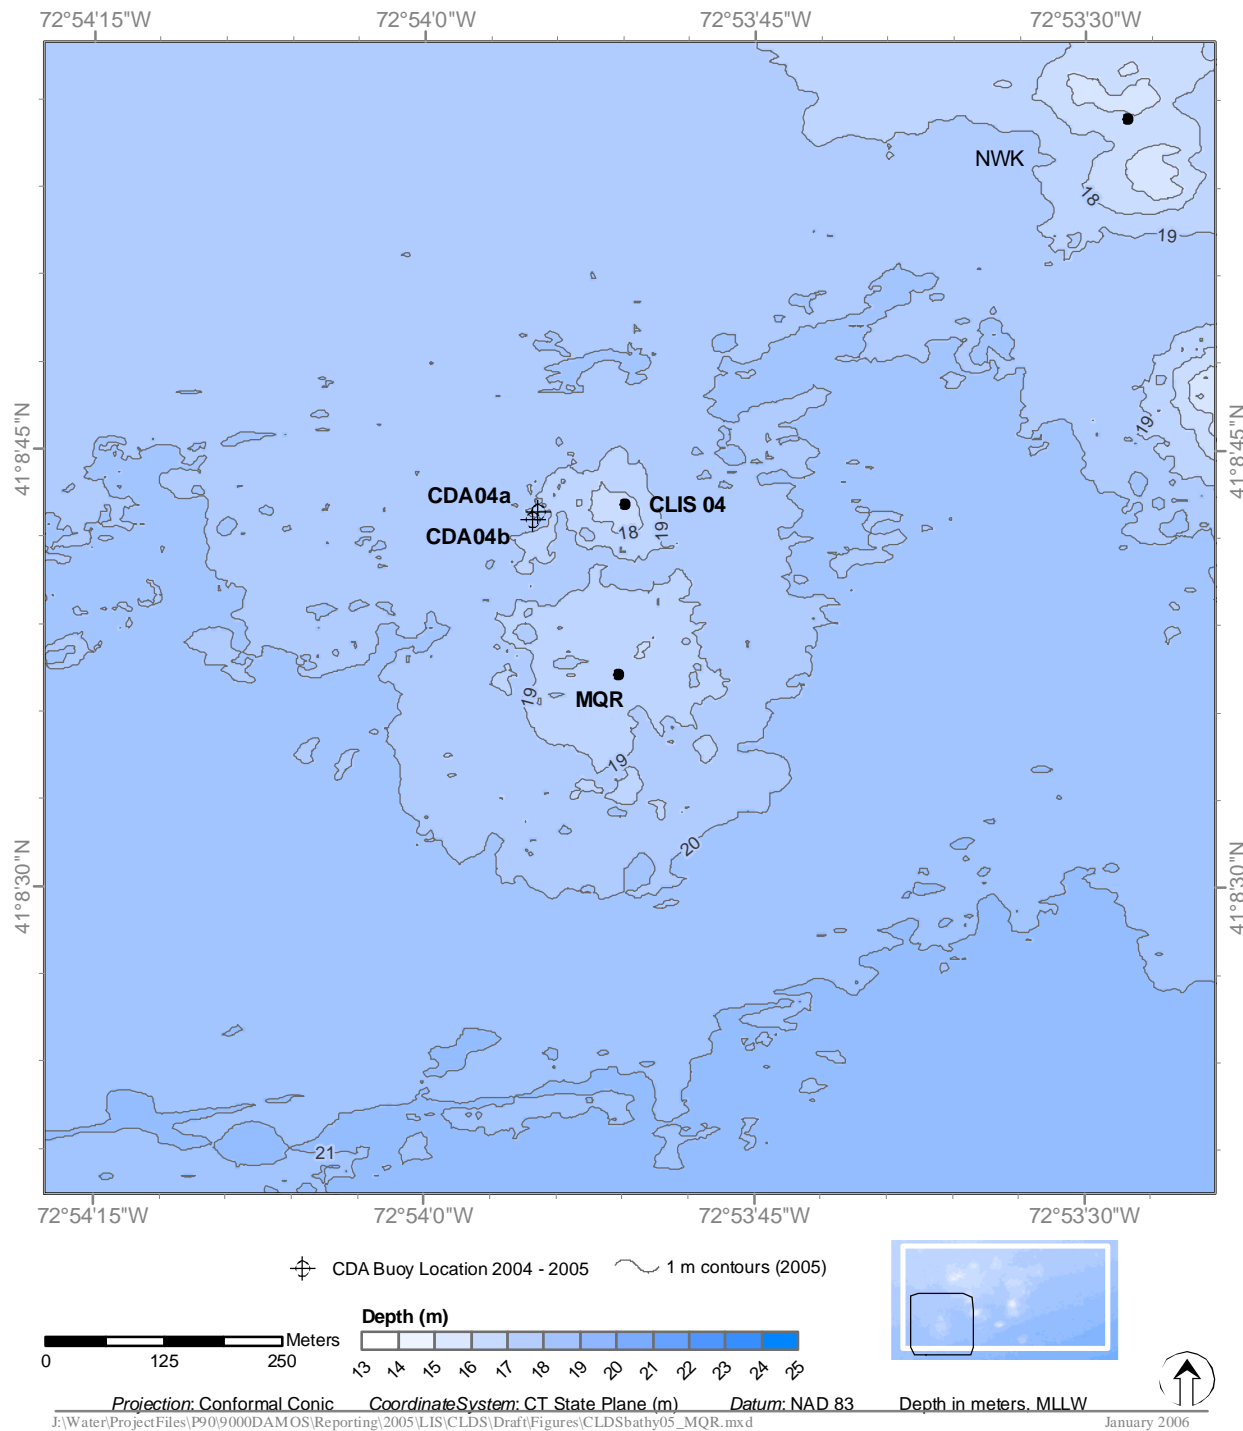 72°54'15"W 72°54'0"W 72°53'45"W 72°53'30"W
NWK
18
19
41°8'45"N 41°8'45"N
19
CDA04a
CLIS 04
CDA04b
18
19
19
MQR
19
20
41°8'30"N 41°8'30"N
21
72°54'15"W 72°54'0"W 72°53'45"W 72°53'30"W
CDA Buoy Location 2004 - 2005 1 m contours (2005)
Depth (m)
Meters
0 125 250
13 14 15 16 17 18 19 20 21 22 23 24 25
Projection: Conformal Conic CoordinateSystem: CT State Plane (m) Datum: NAD 83 Depth in meters, MLLW
J:\Water\ProjectFiles\P90\9000DAMOS\Reporting\2005\LIS\CLDS\Draft\Figures\CLDSbathy05_MQR.mxd January 2006